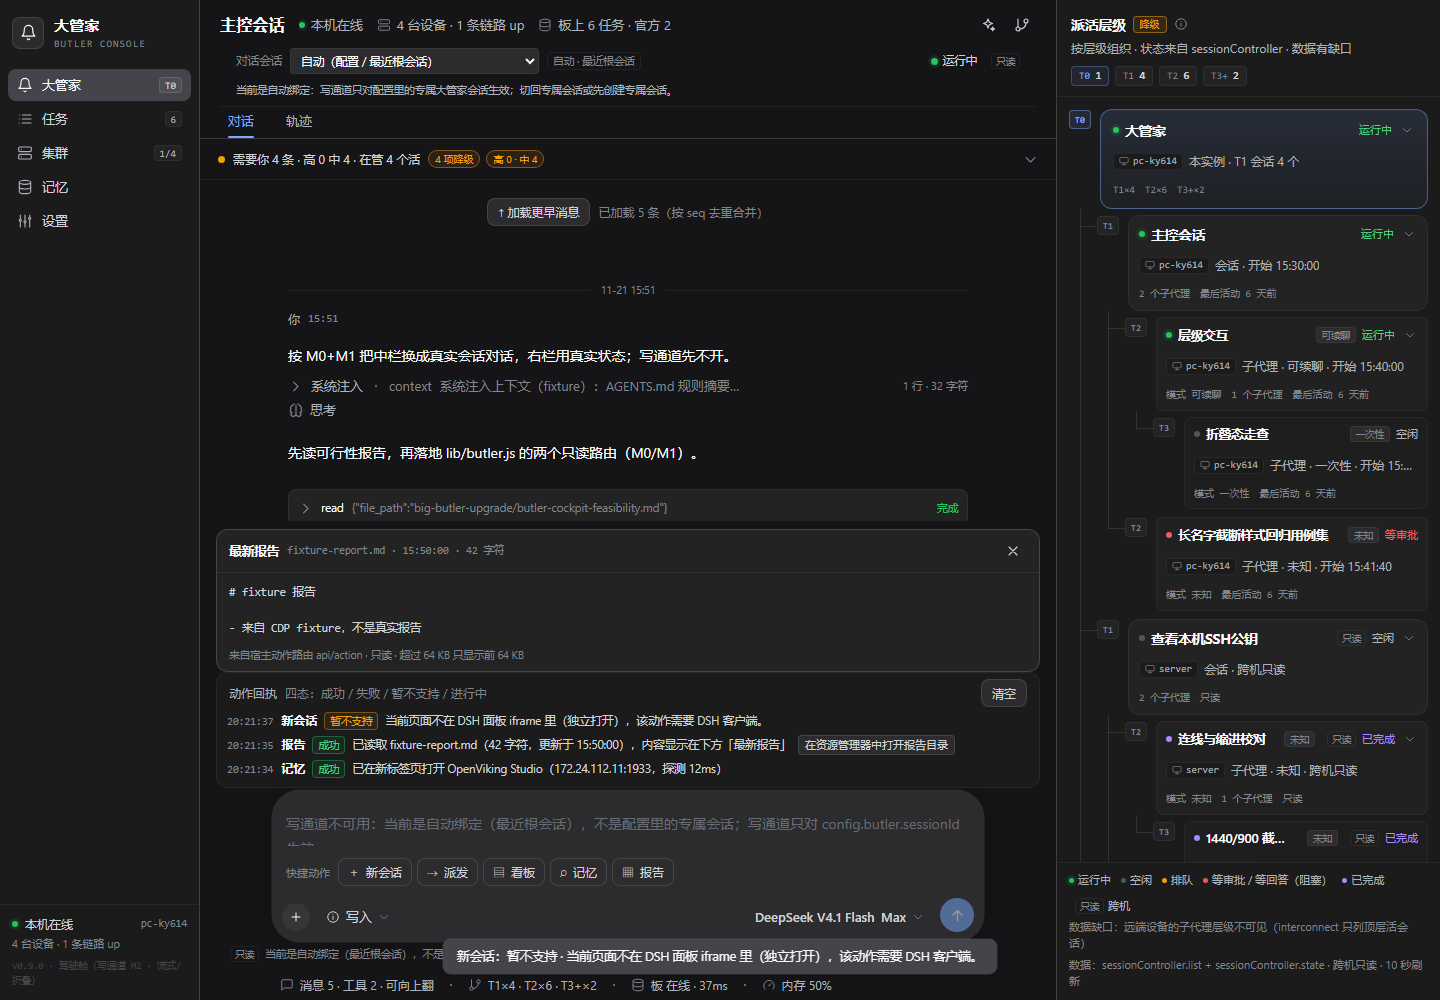 大管家
BUTLER CONSOLE
大管家 T0
任务 6
集群 1/4
记忆
设置
本机在线 pc-ky614
4 台设备 · 1 条链路 up
v0.9.0 · 驾驶舱（写通道 M2 · 流式/
折叠）
主控会话 本机在线 4 台设备 · 1 条链路 up 板上 6 任务 · 官方 2
对话会话 自动（配置 / 最近根会话） 自动 · 最近根会话 运行中 只读
当前是自动绑定：写通道只对配置里的专属大管家会话生效；切回专属会话或先创建专属会话。
对话 轨迹
需要你 4 条 · 高 0 中 4 · 在管 4 个活 4 项降级 高 0 · 中 4
↑ 加载更早消息 已加载 5 条（按 seq 去重合并）
11-21 15:51
你 15:51
按 M0+M1 把中栏换成真实会话对话，右栏用真实状态；写通道先不开。
系统注入 · context 系统注入上下文（fixture）：AGENTS.md 规则摘要... 1 行 · 32 字符
思考
先读可行性报告，再落地 lib/butler.js 的两个只读路由（M0/M1）。
read {"file_path":"big-butler-upgrade/butler-cockpit-feasibility.md"} 完成
最新报告 fixture-report.md · 15:50:00 · 42 字符
# fixture 报告
- 来自 CDP fixture，不是真实报告
来自宿主动作路由 api/action · 只读 · 超过 64 KB 只显示前 64 KB
动作回执 四态：成功 / 失败 / 暂不支持 / 进行中 清空
20:21:37 新会话 暂不支持 当前页面不在 DSH 面板 iframe 里（独立打开），该动作需要 DSH 客户端。
20:21:35 报告 成功 已读取 fixture-report.md（42 字符，更新于 15:50:00），内容显示在下方「最新报告」 在资源管理器中打开报告目录
20:21:34 记忆 成功 已在新标签页打开 OpenViking Studio（172.24.112.11:1933，探测 12ms）
写通道不可用：当前是自动绑定（最近根会话），不是配置里的专属会话；写通道只对 config.butler.sessionId
快捷动作 + 新会话 派发 看板 记忆 报告
写入 DeepSeek V4.1 Flash Max
只读 当前是自动绑定（最近根会话），不是
新会话：暂不支持 · 当前页面不在 DSH 面板 iframe 里（独立打开），该动作需要 DSH 客户端。
消息 5 · 工具 2 · 可向上翻 · T1×4 · T2×6 · T3+×2 · 板 在线 · 37ms · 内存 50%
派活层级 降级
按层级组织 · 状态来自 sessionController · 数据有缺口
T0 1 T1 4 T2 6 T3+ 2
T0 大管家 运行中
pc-ky614 本实例 · T1 会话 4 个
T1×4 T2×6 T3+×2
T1 主控会话 运行中
pc-ky614 会话 · 开始 15:30:00
2 个子代理 最后活动 6 天前
T2 层级交互 可续聊 运行中
pc-ky614 子代理 · 可续聊 · 开始 15:40:00
模式 可续聊 1 个子代理 最后活动 6 天前
T3 折叠态走查 一次性 空闲
pc-ky614 子代理 · 一次性 · 开始 15:...
模式 一次性 最后活动 6 天前
T2 长名字截断样式回归用例集 未知 等审批
pc-ky614 子代理 · 未知 · 开始 15:41:40
模式 未知 最后活动 6 天前
T1 查看本机SSH公钥 只读 空闲
server 会话 · 跨机只读
2 个子代理 只读
T2 连线与缩进校对 未知 只读 已完成
server 子代理 · 未知 · 跨机只读
模式 未知 1 个子代理 只读
T3 1440/900 截... 未知 只读 已完成
运行中 空闲 排队 等审批 / 等回答（阻塞） 已完成
只读 跨机
数据缺口：远端设备的子代理层级不可见（interconnect 只列顶层活会
话）
数据：sessionController.list + sessionController.state · 跨机只读 · 10 秒刷
新